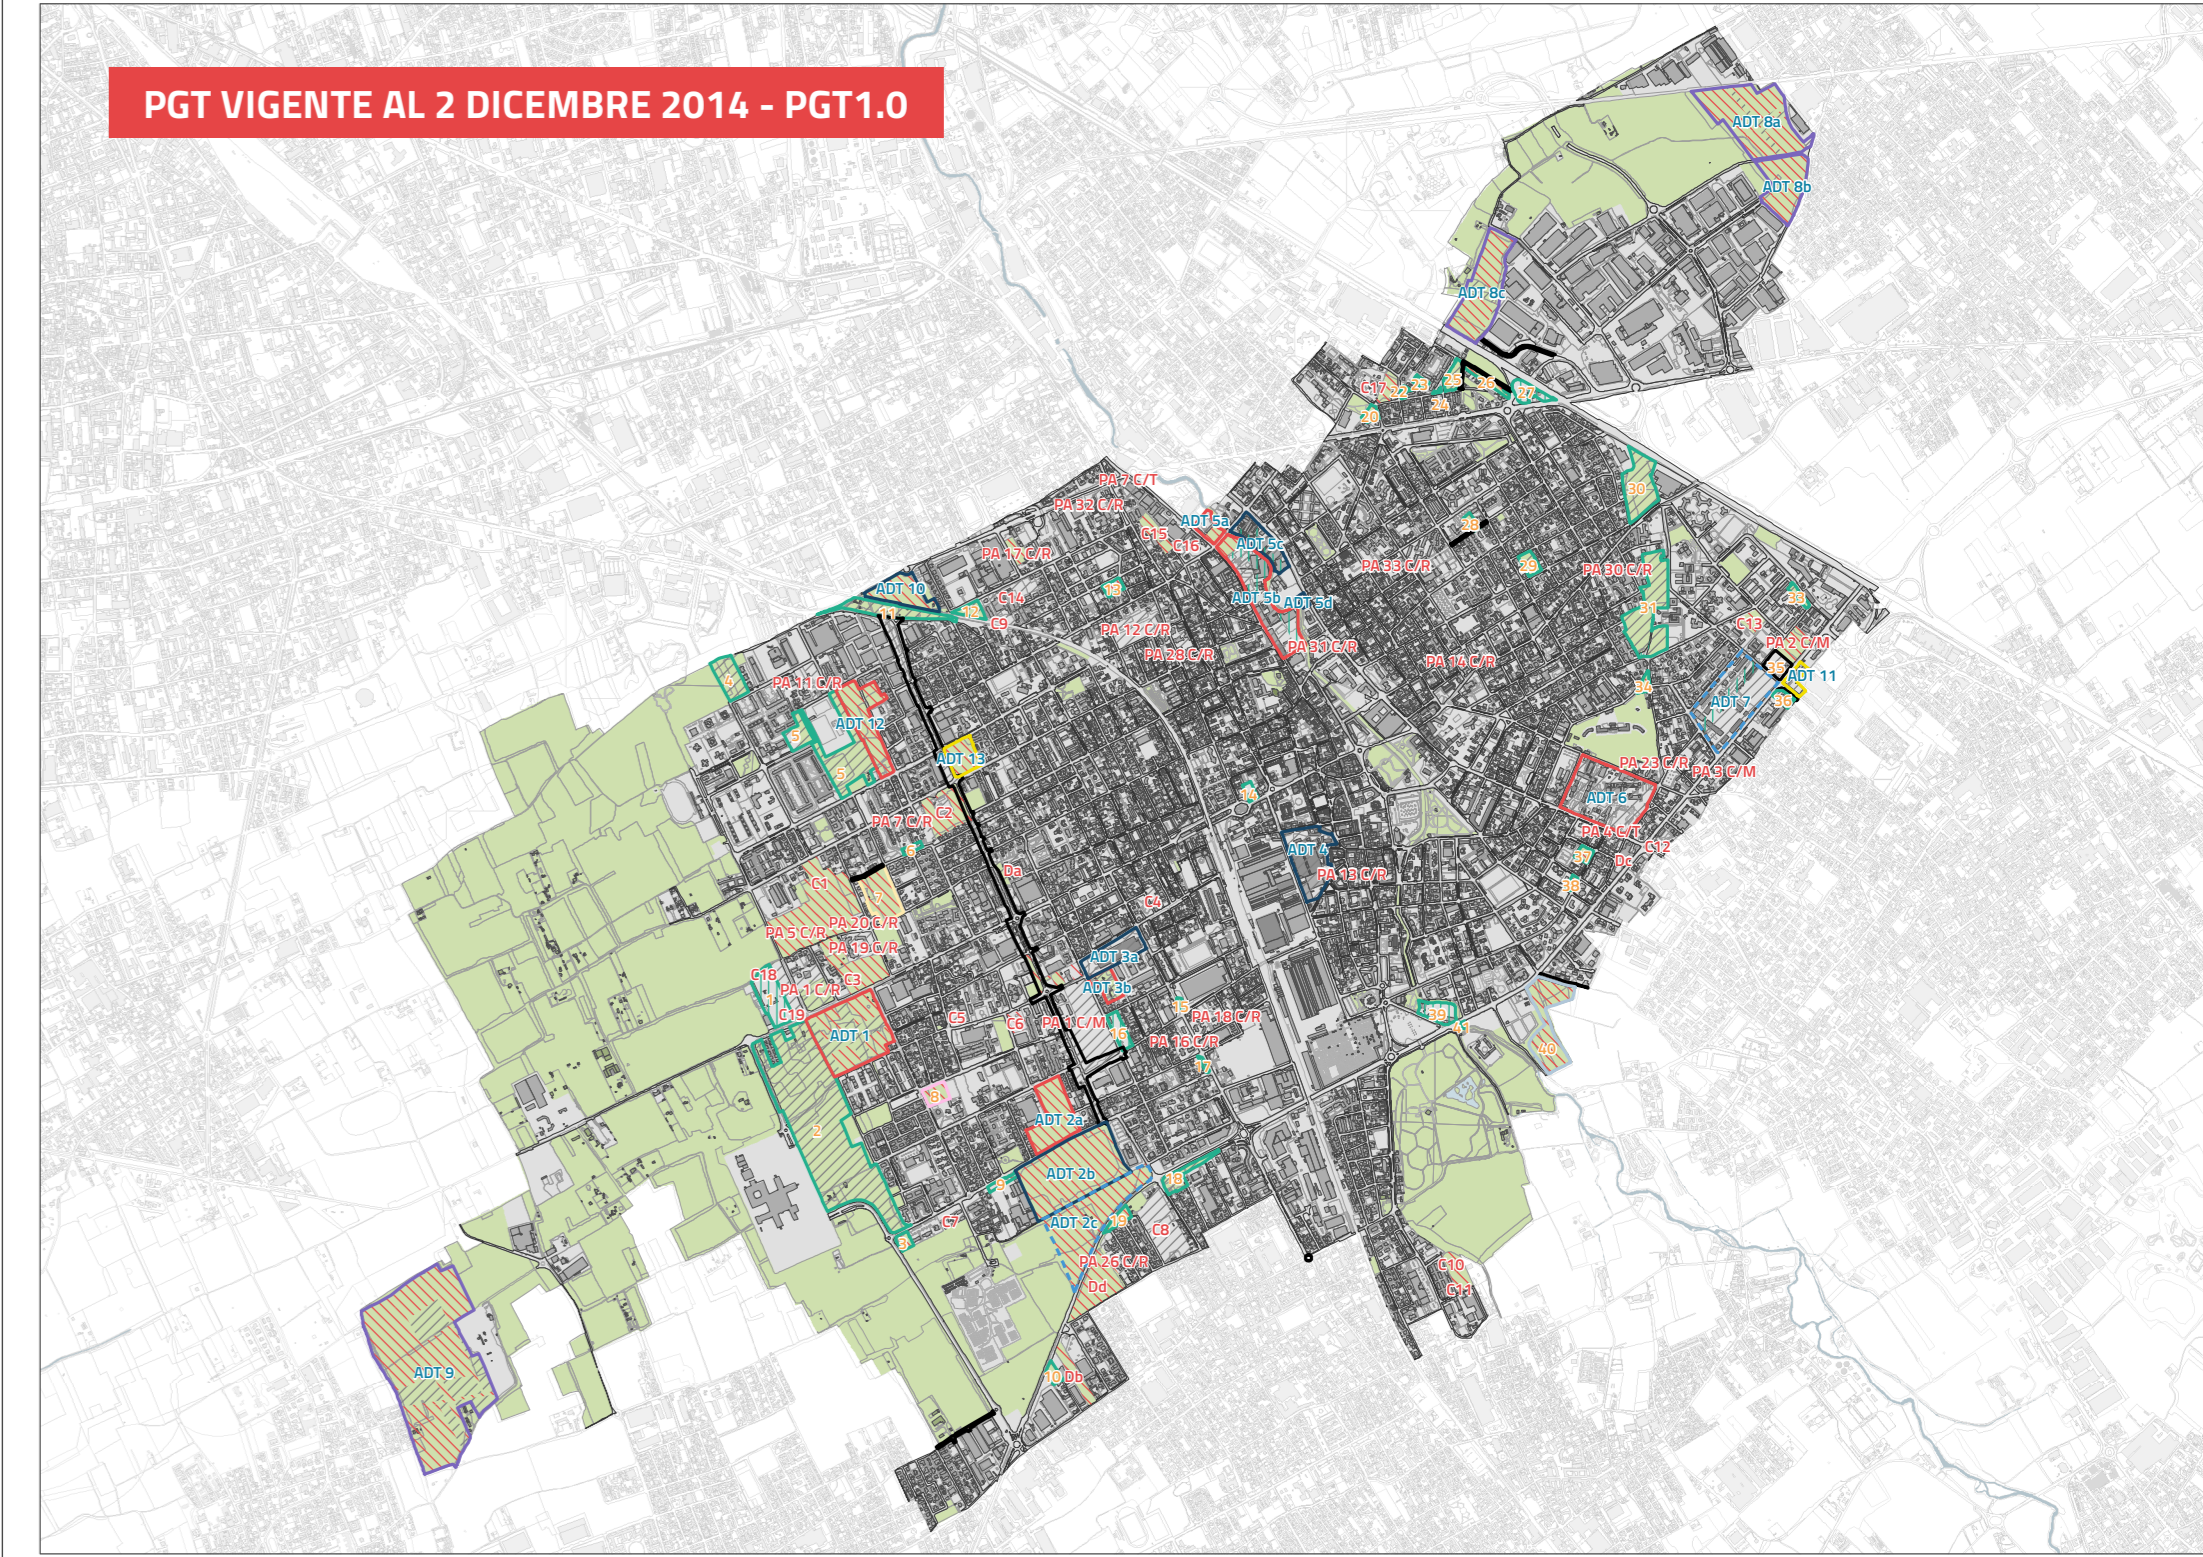 PGT VIGENTE AL 2 DICEMBRE 2014 - PGT1.0
ADT 8a
ADT 8b
ADT 8c
C17
22
23
25
26
27
24
20
PA 7 C/T
PA 32 C/R
30
ADT 5a
28
C15
C16
ADT 5c
PA 17 C/R
PA 33 C/R
29
PA 30 C/R
ADT 10
13
ADT 5b
ADT 5d
33
C14
11
12
C9
31
PA 12 C/R
C13
PA 2 C/M
PA 31 C/R
PA 28 C/R
PA 14 C/R
35
ADT 11
4
PA 11 C/R
34
ADT 7
36
ADT 12
5
ADT 13
5
PA 23 C/R
PA 3 C/M
14
ADT 6
C2
PA 7 C/R
PA 4 C/T
6
ADT 4
C12
37
Dc
Da
PA 13 C/R
C1
38
7
C4
PA 20 C/R
PA 5 C/R
PA 19 C/R
ADT 3a
C18
C3
PA 1 C/R
ADT 3b
1
15
C19
C5
C6
PA 1 C/M
PA 18 C/R
39
41
ADT 1
16
PA 16 C/R
40
17
8
ADT 2a
2
ADT 2b
9
18
C7
ADT 2c
19
C8
3
PA 26 C/R
C10
Dd
C11
ADT 9
10
Db